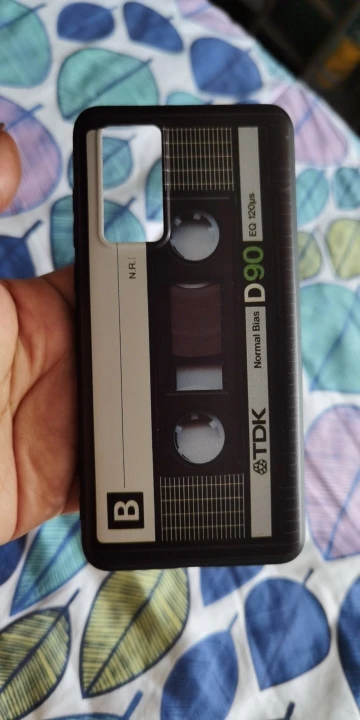 B
N.R.:
TDK Normal Bias D90 EQ 120µs.